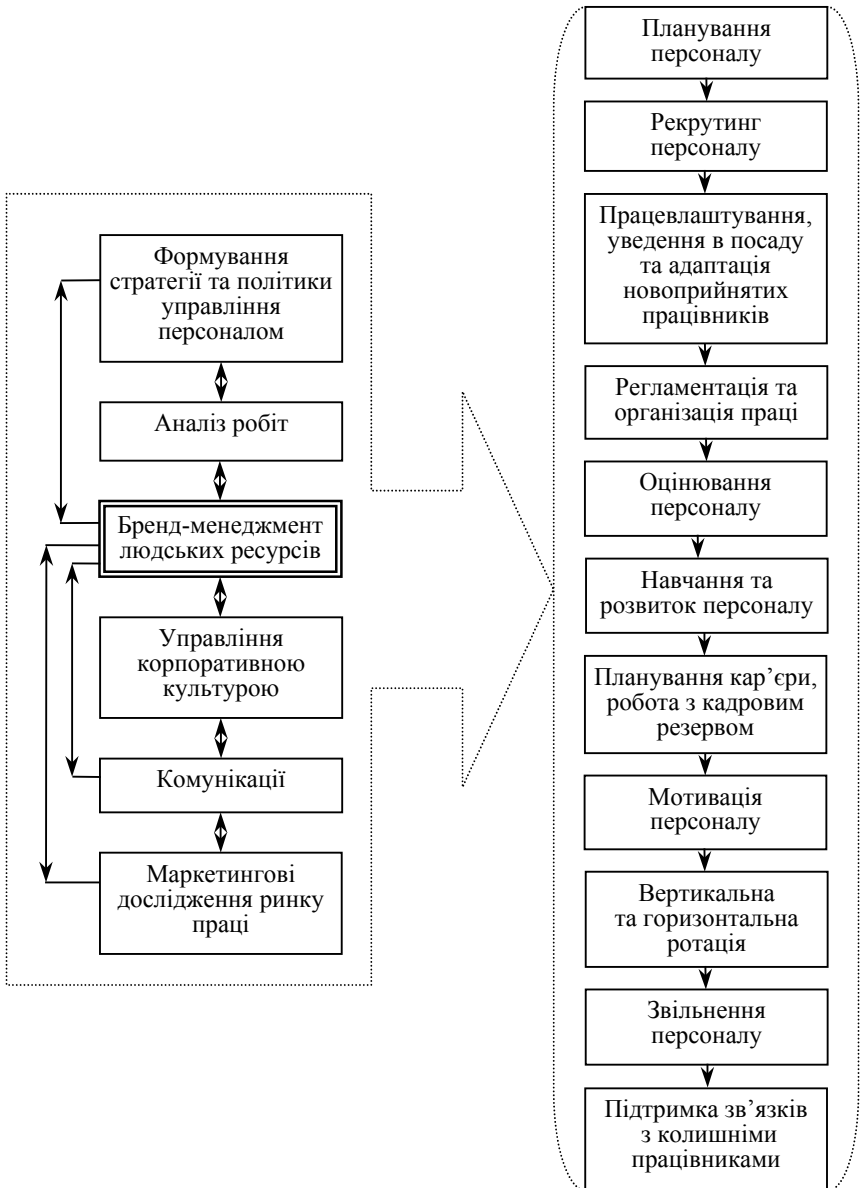 Формування
стратегії та політики
управління
персоналом
Аналіз робіт
Бренд-менеджмент
людських ресурсів
Управління
корпоративною
культурою
Комунікації
Маркетингові
дослідження ринку
праці
Планування
персоналу
Рекрутинг
персоналу
Працевлаштування,
уведення в посаду
та адаптація
новоприйнятих
працівників
Регламентація та
організація праці
Оцінювання
персоналу
Навчання та
розвиток персоналу
Планування кар’єри,
робота з кадровим
резервом
Мотивація
персоналу
Вертикальна
та горизонтальна
ротація
Звільнення
персоналу
Підтримка зв’язків
з колишніми
працівниками